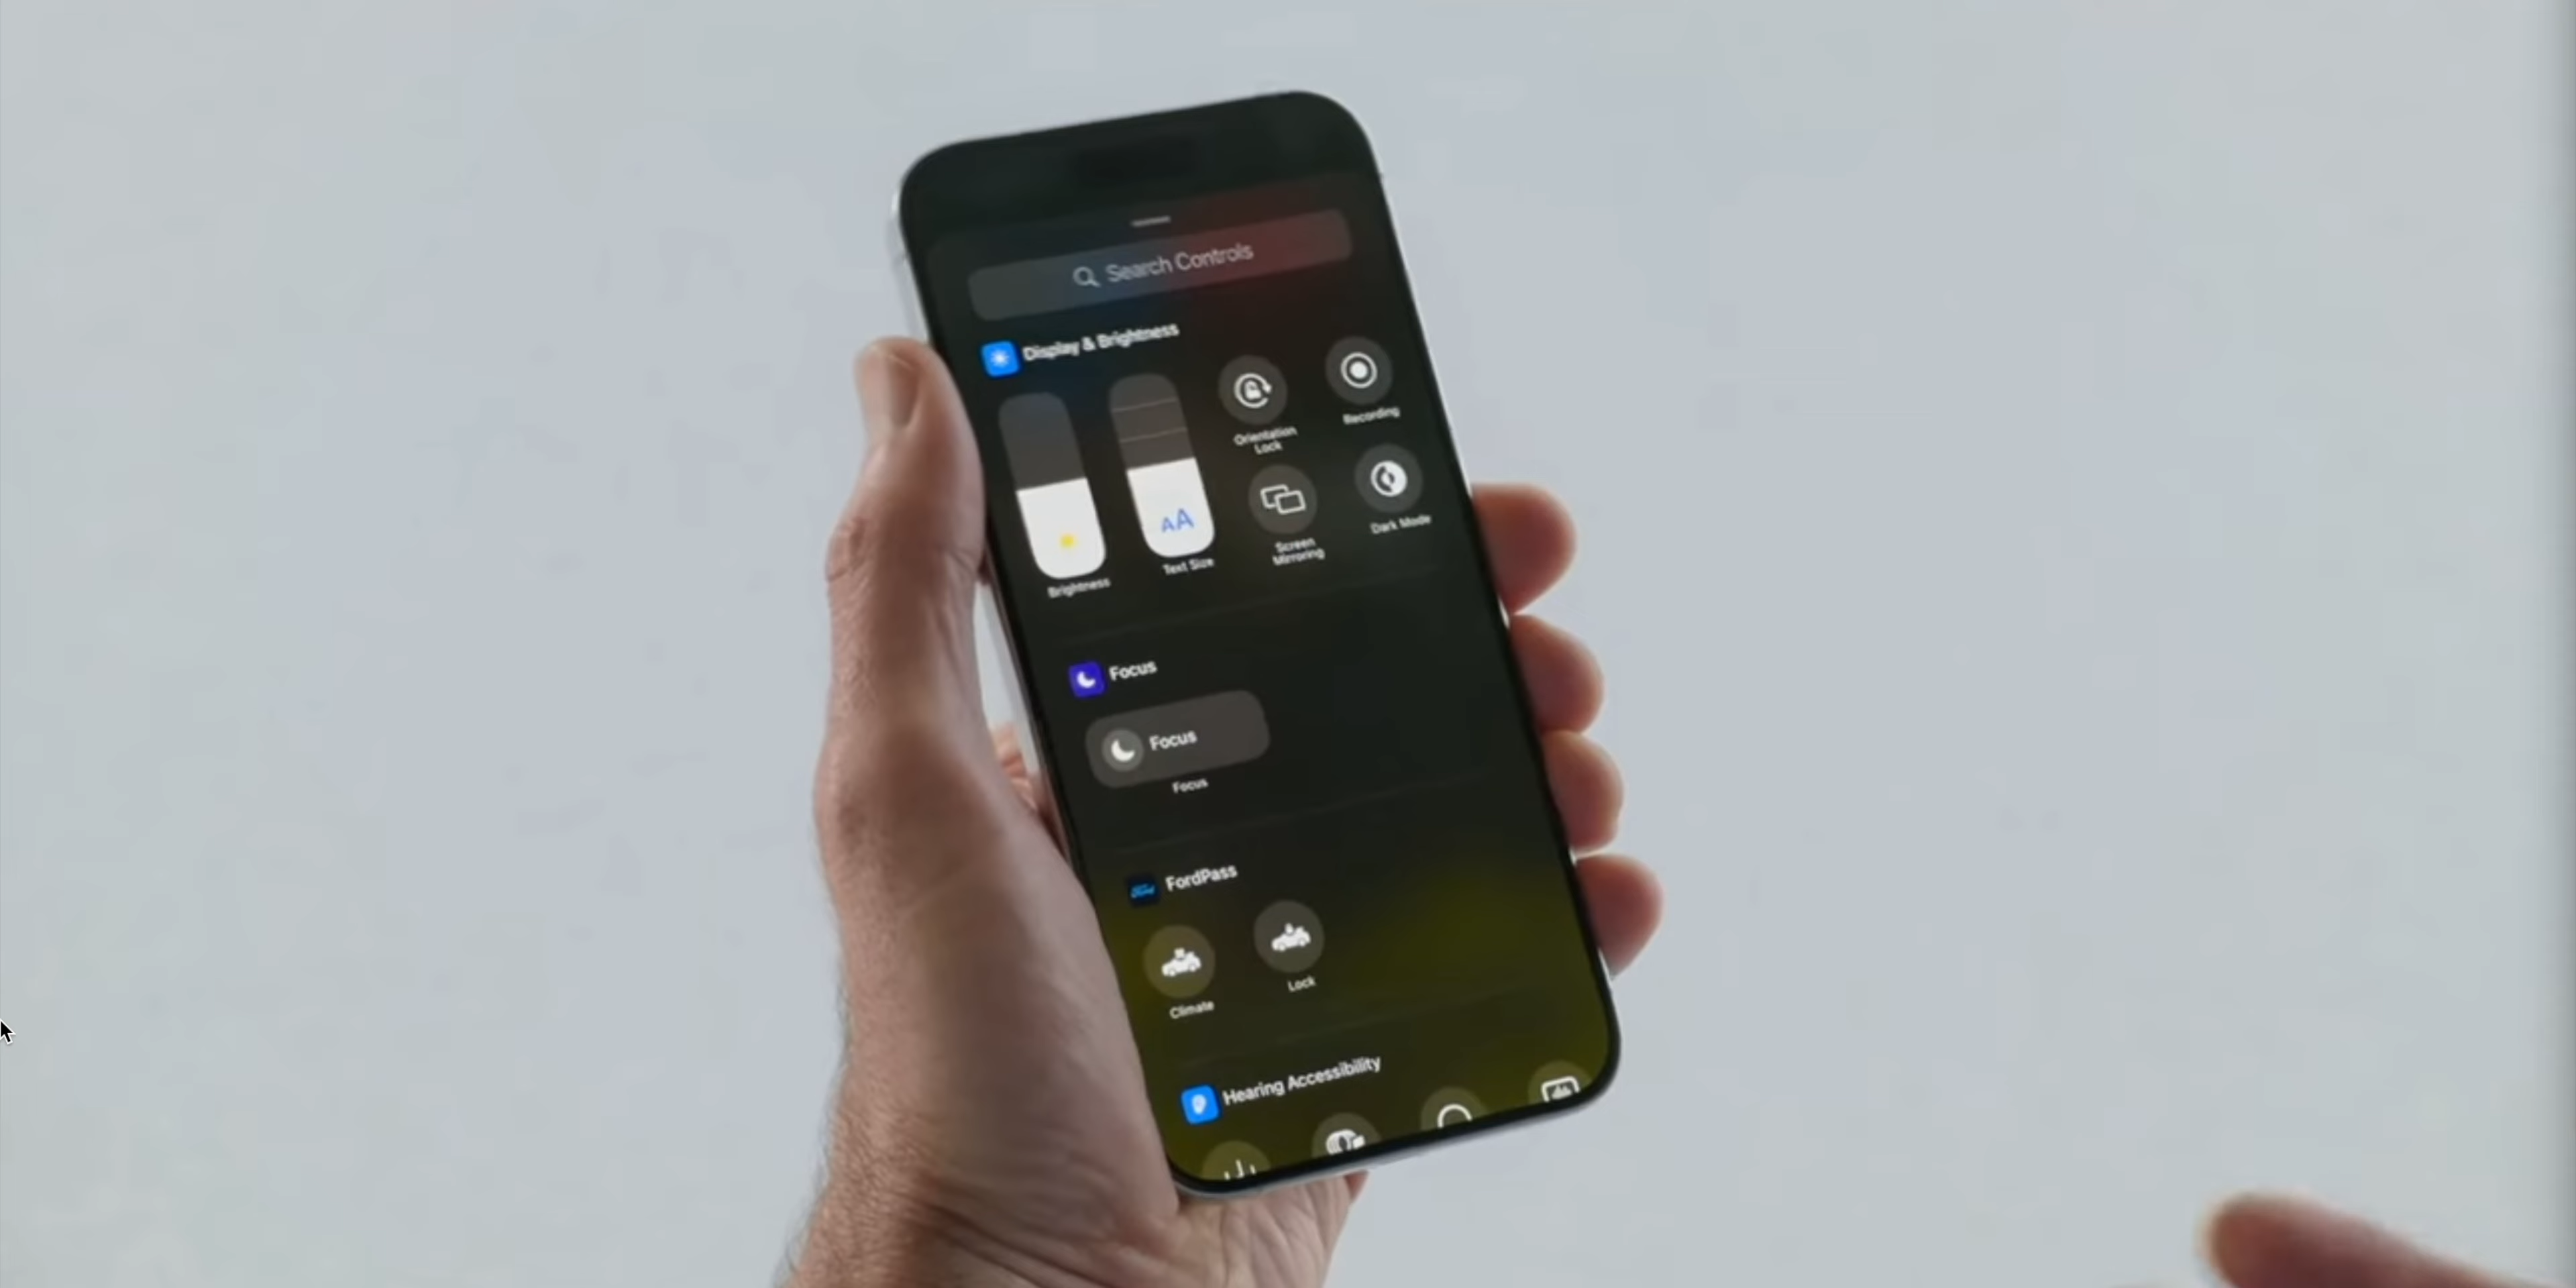 Search Controls
Display & Brightness
Orientation
Lock
Recording
Brightness
AA
Text Size
Screen
Mirroring
Dark Mode
Focus
Focus
Focus
FordPass
Climate
Lock
Hearing Accessibility